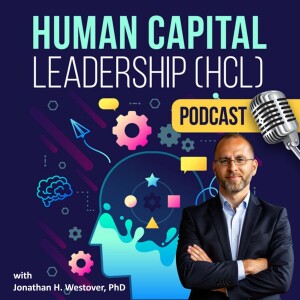 HUMAN CAPITAL
LEADERSHIP (HCL)
PODCAST
with
Jonathan H. Westover, PhD